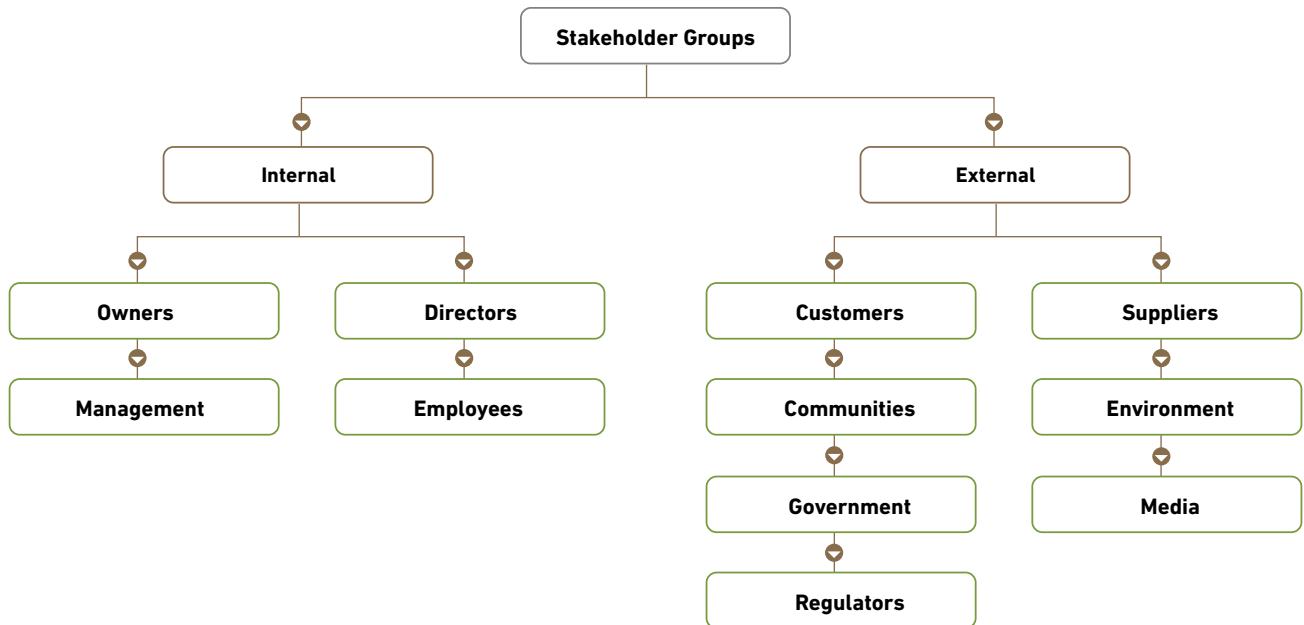 Stakeholder Groups
Internal
External
Owners
Directors
Customers
Suppliers
Management
Employees
Communities
Environment
Government
Media
Regulators